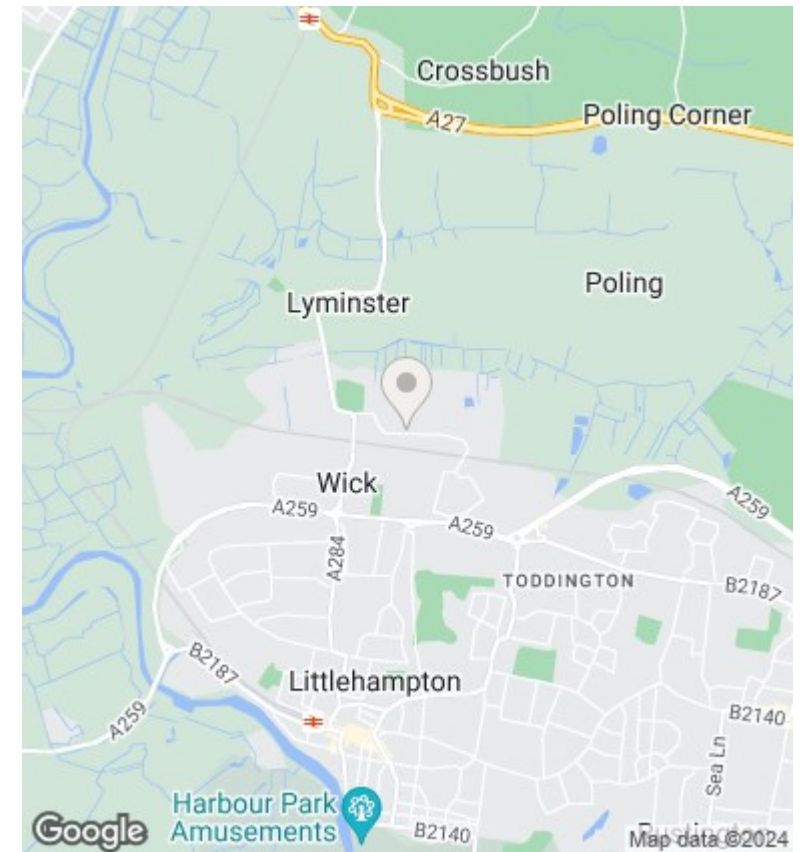 Crossbush
A27
Poling Corner
Poling
Lyminster
Wick
A259
A259
A259
A284
TODDINGTON
B2187
B2187
Littlehampton
A259
B2140
Sea Ln
Harbour Park
Amusements
B2140
Google
Map data ©2024